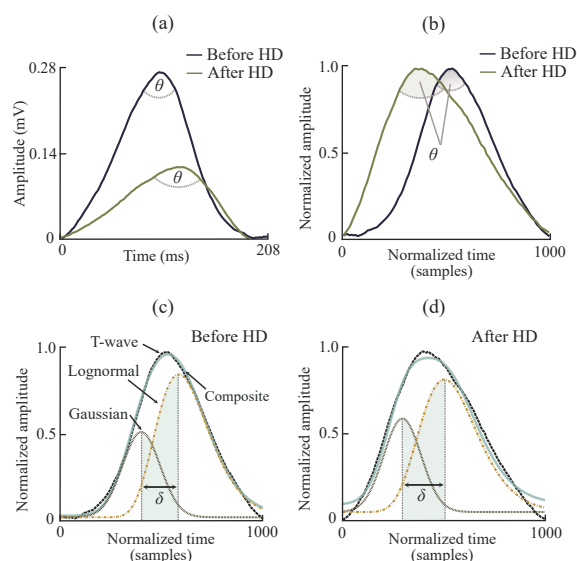 (a)
Before HD
After HD
0.28
0.14
0
Amplitude (mV)
θ
θ
0
208
Time (ms)
(b)
Before HD
After HD
1.0
0.5
0
Normalized amplitude
θ
0
1000
Normalized time
(samples)
(c)
Before HD
T-wave
Lognormal
Gaussian
Composite
1.0
0.5
0
Normalized amplitude
δ
0
1000
Normalized time
(samples)
(d)
After HD
1.0
0.5
0
Normalized amplitude
δ
0
1000
Normalized time
(samples)